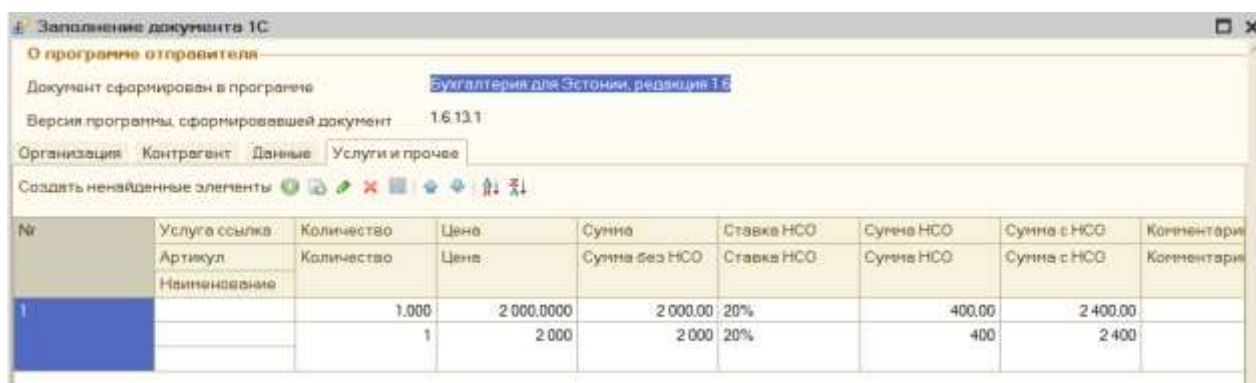 Заполнение документа 1С
О программе отправителя
Документ сформирован в программе Бухгалтерия для Эстонии, редакция 1.6
Версия программы, сформировавшей документ 1.6.13.1
Организация Контрагент Данные Услуги и прочее
Создать ненайденные элементы
Nr Услуга ссылка Количество Цена Сумма Ставка НСО Сумма НСО Сумма с НСО Комментари
Артикул Количество Цена Сумма без НСО Ставка НСО Сумма НСО Сумма с НСО Комментари
Наименование
1 1.000 2 000.0000 2 000.00 20% 400.00 2 400.00
1 2 000 2 000 20% 400 2 400